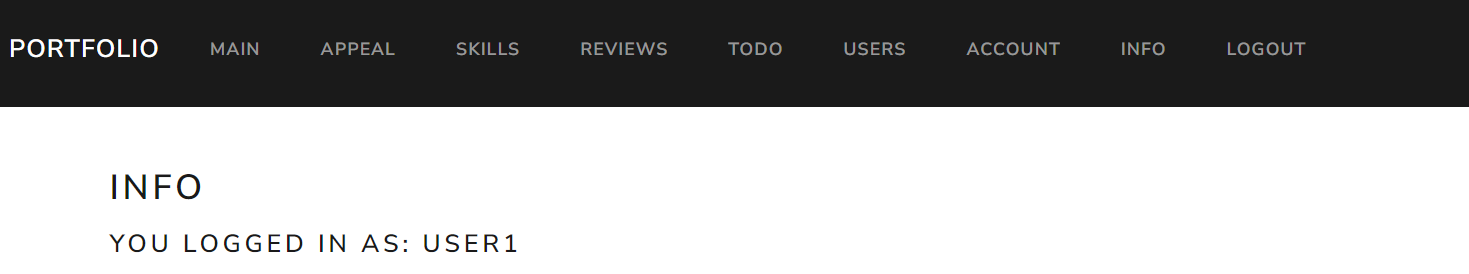 PORTFOLIO MAIN APPEAL SKILLS REVIEWS TODO USERS ACCOUNT INFO LOGOUT
INFO
YOU LOGGED IN AS: USER1